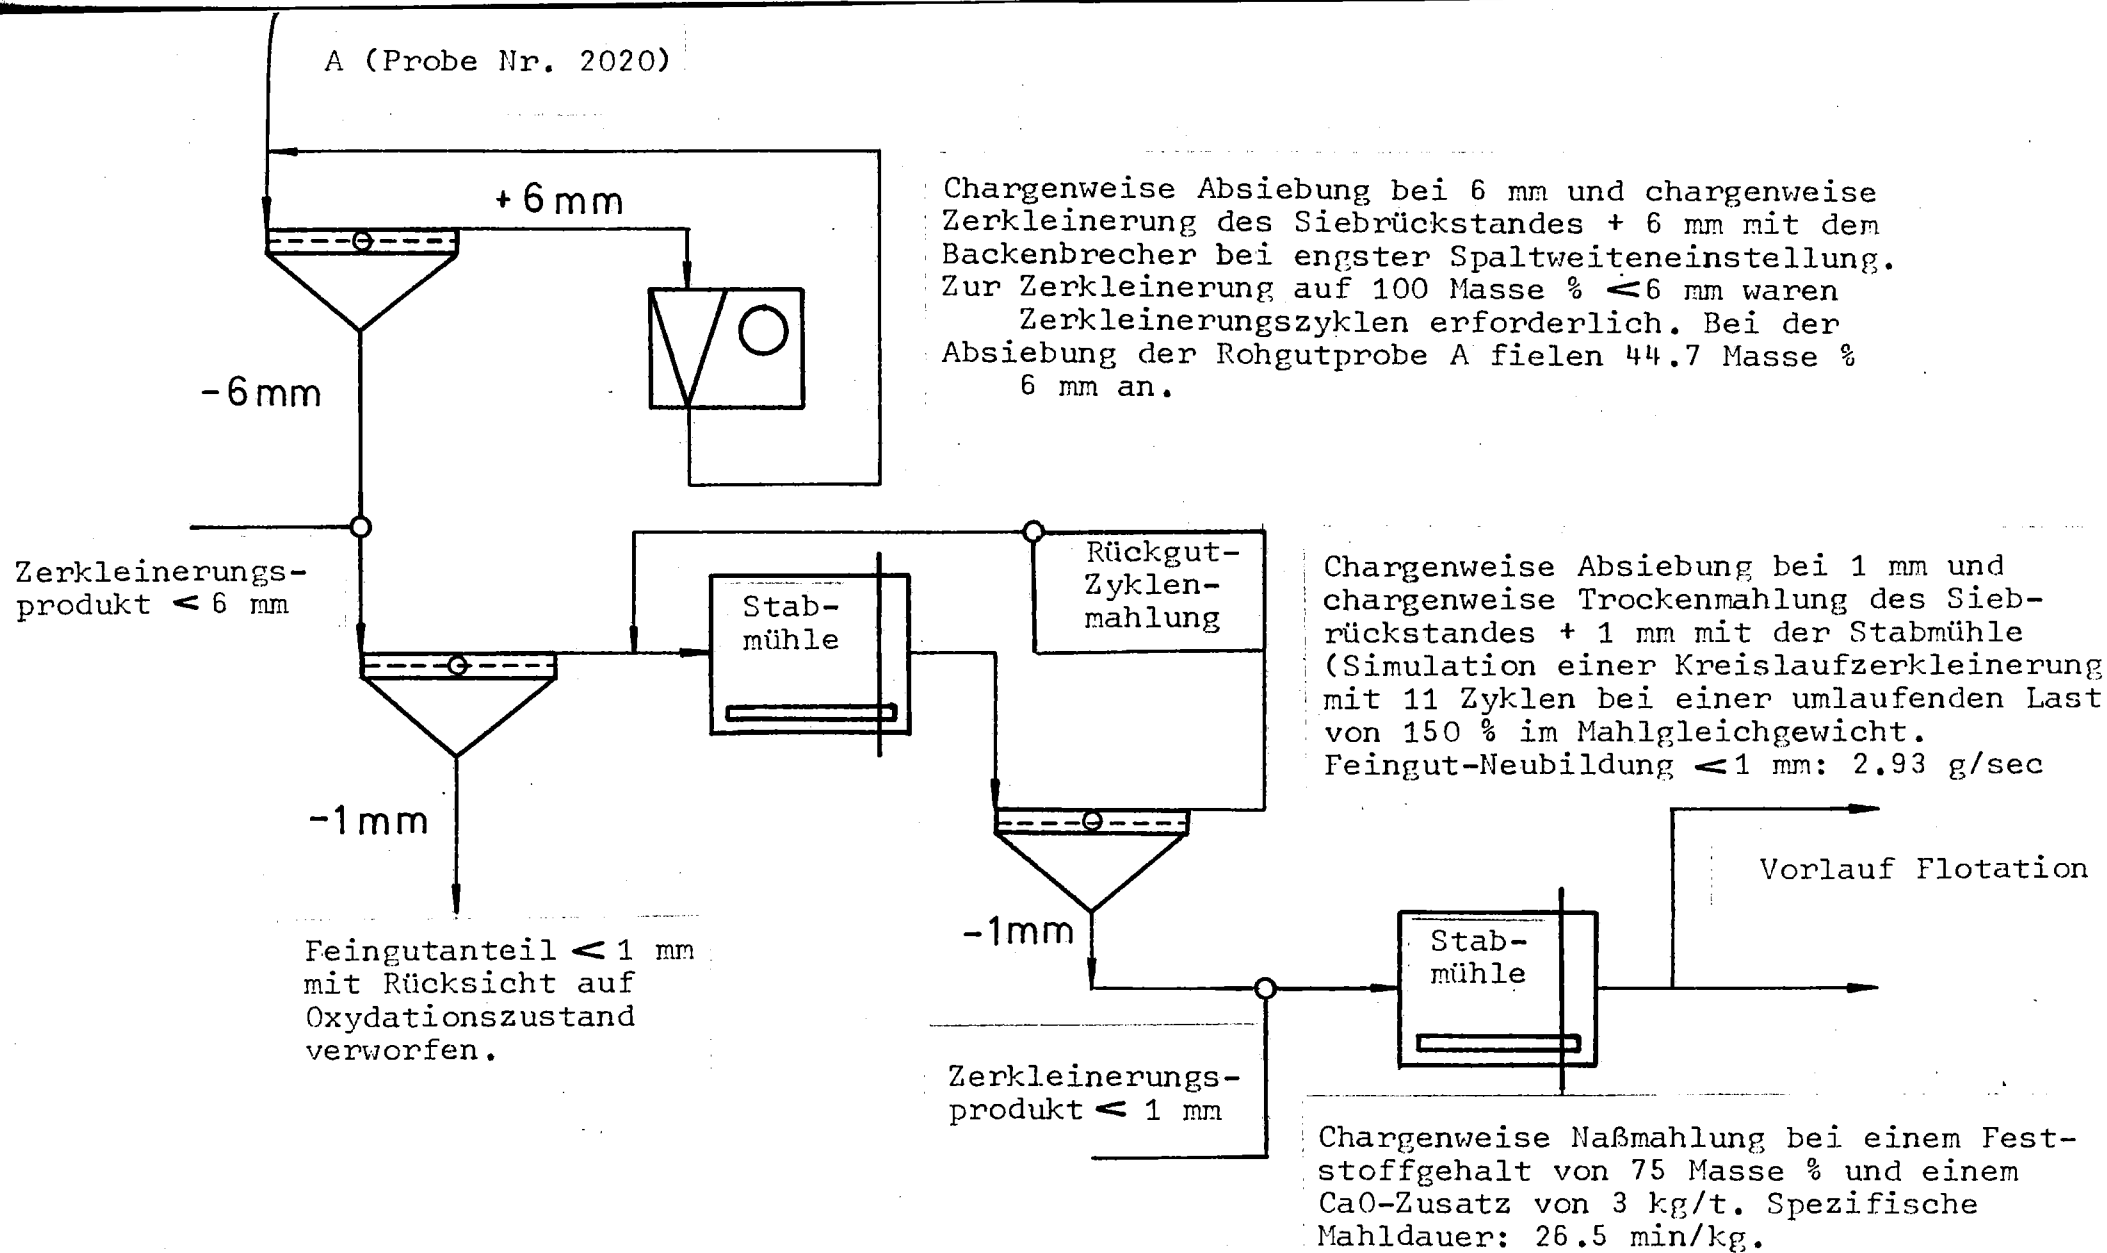 A (Probe Nr. 2020)
+6mm
Chargenweise Absiebung bei 6 mm und chargenweise
Zerkleinerung des Siebrückstandes + 6 mm mit dem
Backenbrecher bei engster Spaltweiteneinstellung.
Zur Zerkleinerung auf 100 Masse % <6 mm waren
Zerkleinerungszyklen erforderlich. Bei der
Absiebung der Rohgutprobe A fielen 44.7 Masse %
6 mm an.
-6mm
Zerkleinerungs-
produkt < 6 mm
Stab-
mühle
Rückgut-
Zyklen-
mahlung
Chargenweise Absiebung bei 1 mm und
chargenweise Trockenmahlung des Sieb-
rückstandes + 1 mm mit der Stabmühle
(Simulation einer Kreislaufzerkleinerung
mit 11 Zyklen bei einer umlaufenden Last
von 150 % im Mahlgleichgewicht.
Feingut-Neubildung <1 mm: 2.93 g/sec
-1mm
Vorlauf Flotation
Feingutanteil < 1 mm
mit Rücksicht auf
Oxydationszustand
verworfen.
-1mm
Stab-
mühle
Zerkleinerungs-
produkt < 1 mm
Chargenweise Naßmahlung bei einem Fest-
stoffgehalt von 75 Masse % und einem
CaO-Zusatz von 3 kg/t. Spezifische
Mahldauer: 26.5 min/kg.